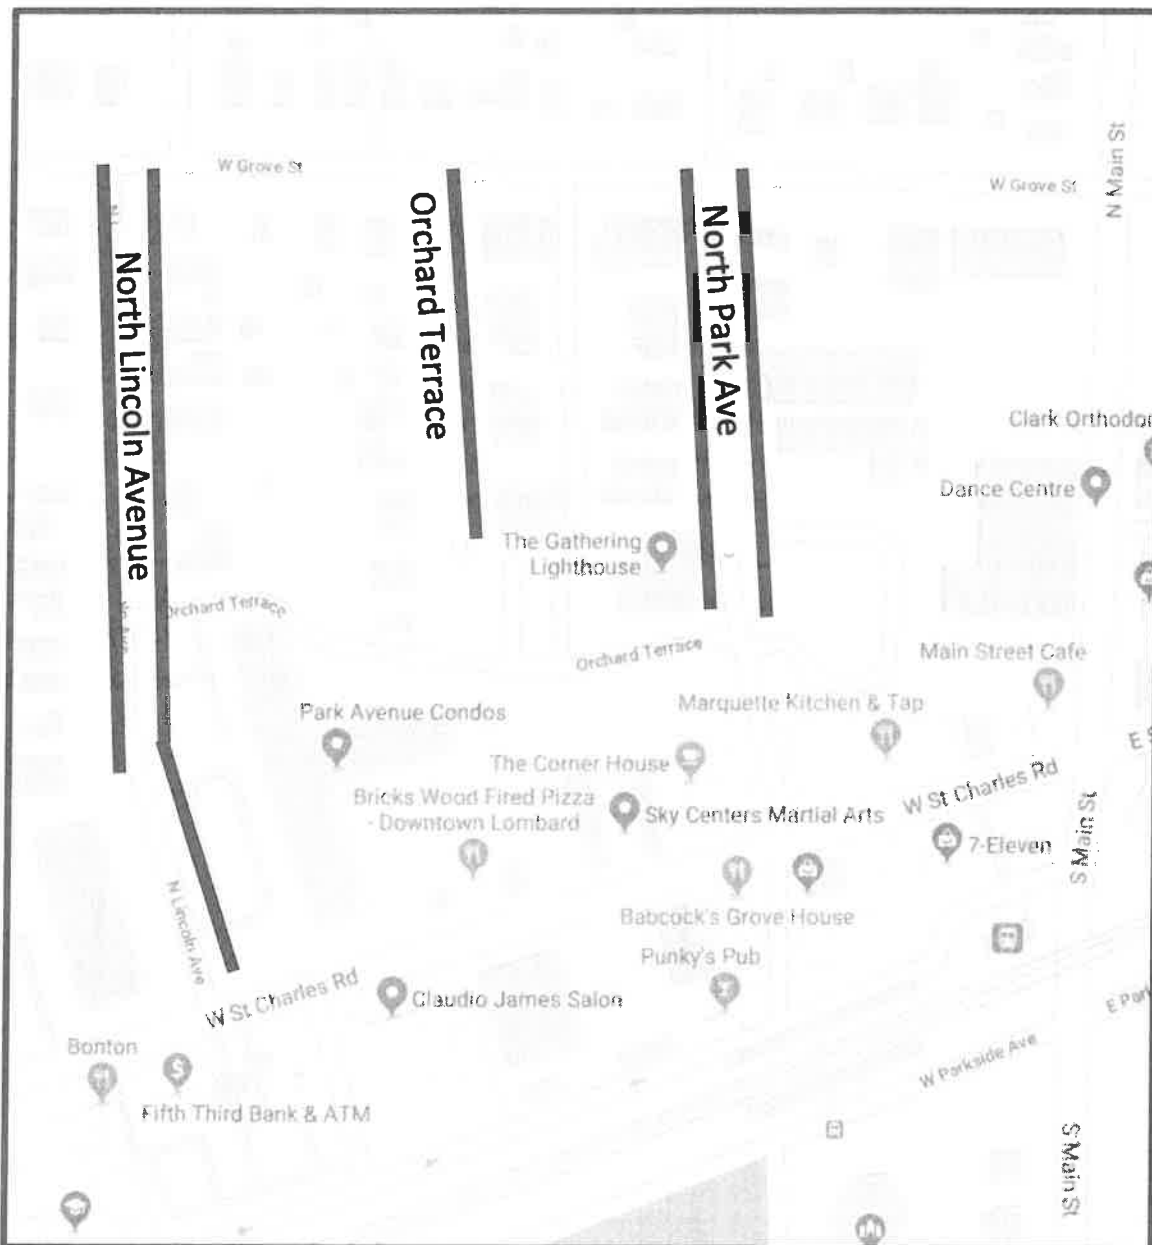 N Main St
W Grove St
W Grove St
North Lincoln Avenue
Orchard Terrace
North Park Ave
Clark Orthodon
Dance Centre
The Gathering
Lighthouse
Orchard Terrace
Orchard Terrace
Main Street Cafe
Park Avenue Condos
Marquette Kitchen & Tap
The Corner House
W St Charles Rd
Bricks Wood Fired Pizza
- Downtown Lombard
Sky Centers Martial Arts
7-Eleven
S Main St
N Lincoln Ave
Babcock's Grove House
Punky's Pub
W St Charles Rd
Claudio James Salon
E Park
Bonton
W Parkside Ave
Fifth Third Bank & ATM
S Main St